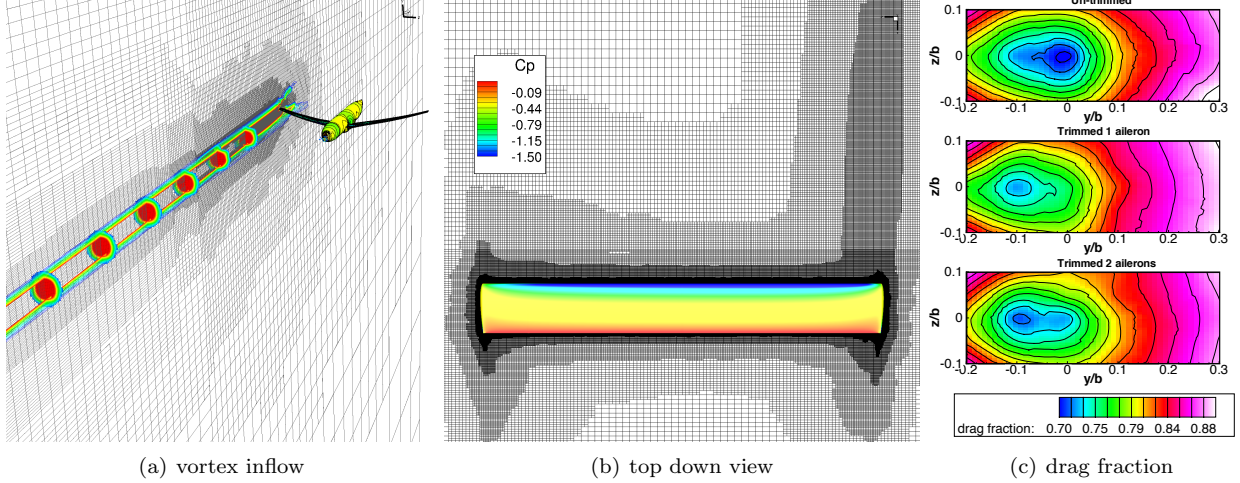 Cp
-0.09
-0.44
-0.79
-1.15
-1.50
Un-trimmed
z/b
0.1
0
-0.1
-0.1 0 0.1 0.2 0.3
y/b
Trimmed 1 aileron
z/b
0.1
0
-0.1
-0.2 -0.1 0 0.1 0.2 0.3
y/b
Trimmed 2 ailerons
z/b
0.1
0
-0.1
-0.2 -0.1 0 0.1 0.2 0.3
y/b
drag fraction: 0.70 0.75 0.79 0.84 0.88
(a) vortex inflow
(b) top down view
(c) drag fraction